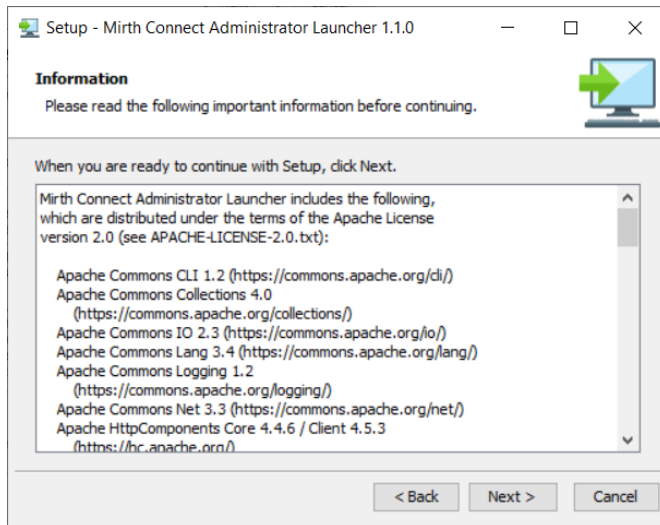 Setup - Mirth Connect Administrator Launcher 1.1.0
Information
Please read the following important information before continuing.
When you are ready to continue with Setup, click Next.
Mirth Connect Administrator Launcher includes the following,
which are distributed under the terms of the Apache License
version 2.0 (see APACHE-LICENSE-2.0.txt):
Apache Commons CLI 1.2 (https://commons.apache.org/cli/)
Apache Commons Collections 4.0
(https://commons.apache.org/collections/)
Apache Commons IO 2.3 (https://commons.apache.org/io/)
Apache Commons Lang 3.4 (https://commons.apache.org/lang/)
Apache Commons Logging 1.2
(https://commons.apache.org/logging/)
Apache Commons Net 3.3 (https://commons.apache.org/net/)
Apache HttpComponents Core 4.4.6 / Client 4.5.3
(https://hc.apache.org/)
< Back
Next >
Cancel